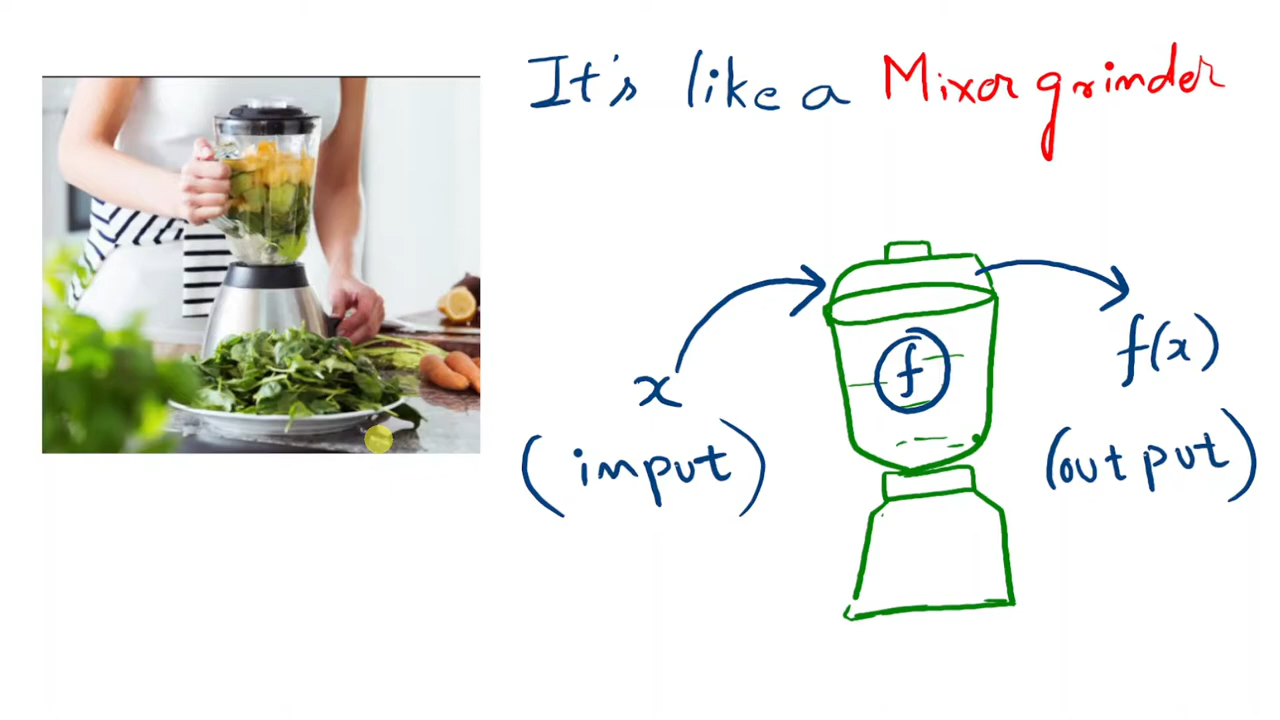 It's like a Mixer grinder
x
(input)
f
f(x)
(output)